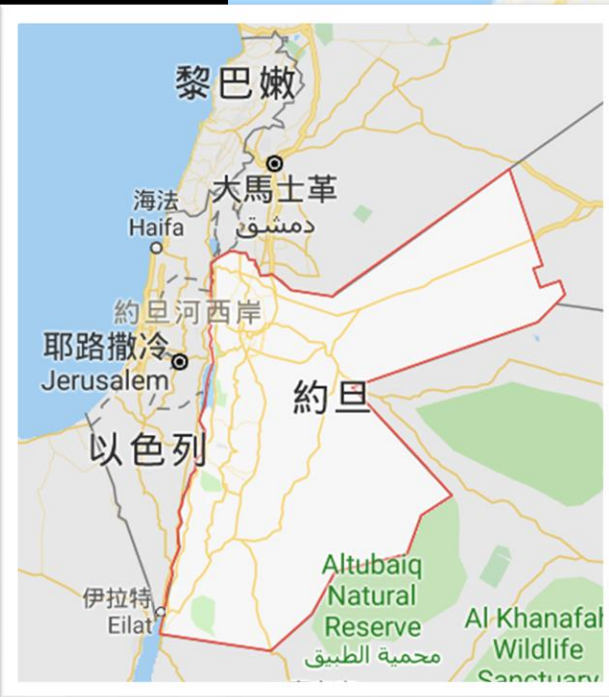 黎巴嫩
大馬士革
دمشق
海法
Haifa
約旦河西岸
耶路撒冷
Jerusalem
約旦
以色列
Altubaiq
Natural
Reserve
محمية الطبيق
伊拉特
Eilat
Al Khanafah
Wildlife
Sanctuary